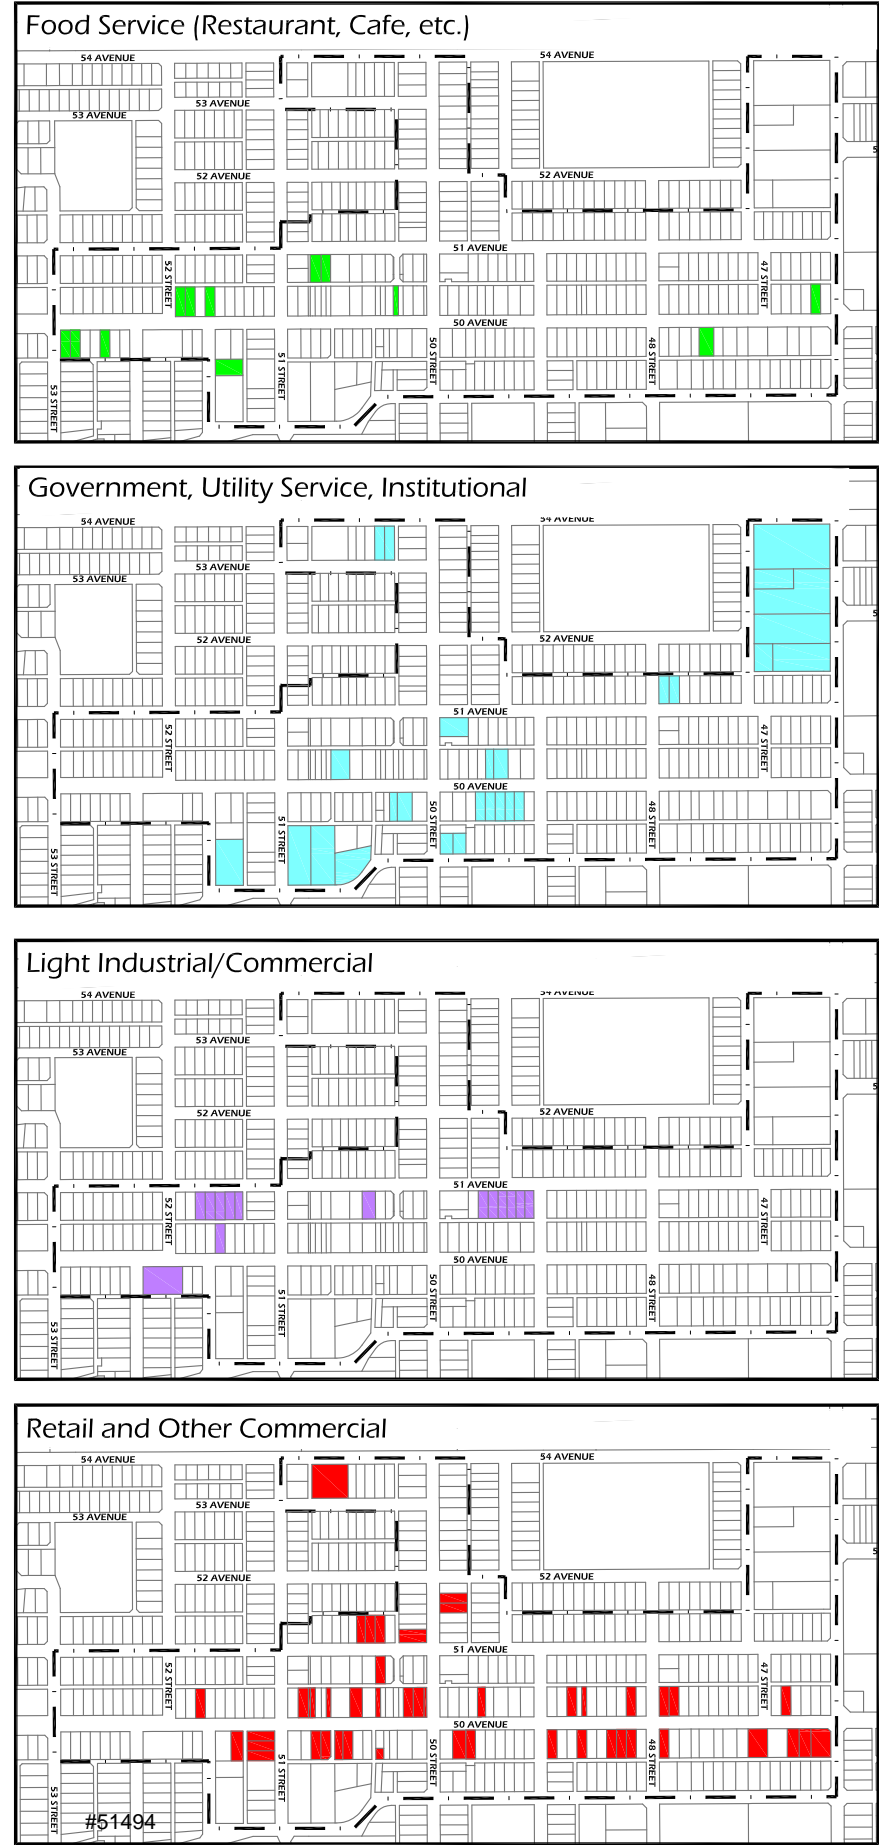 Food Service (Restaurant, Cafe, etc.)
54 AVENUE
54 AVENUE
53 AVENUE
53 AVENUE
52 AVENUE
52 AVENUE
51 AVENUE
52 STREET
47 STREET
50 AVENUE
51 STREET
50 STREET
48 STREET
53 STREET
Government, Utility Service, Institutional
54 AVENUE
54 AVENUE
53 AVENUE
53 AVENUE
52 AVENUE
52 AVENUE
51 AVENUE
52 STREET
47 STREET
50 AVENUE
51 STREET
50 STREET
48 STREET
53 STREET
Light Industrial/Commercial
54 AVENUE
54 AVENUE
53 AVENUE
53 AVENUE
52 AVENUE
52 AVENUE
51 AVENUE
52 STREET
47 STREET
50 AVENUE
51 STREET
50 STREET
48 STREET
53 STREET
Retail and Other Commercial
54 AVENUE
54 AVENUE
53 AVENUE
53 AVENUE
52 AVENUE
52 AVENUE
51 AVENUE
52 STREET
47 STREET
50 AVENUE
51 STREET
50 STREET
48 STREET
53 STREET
#51494